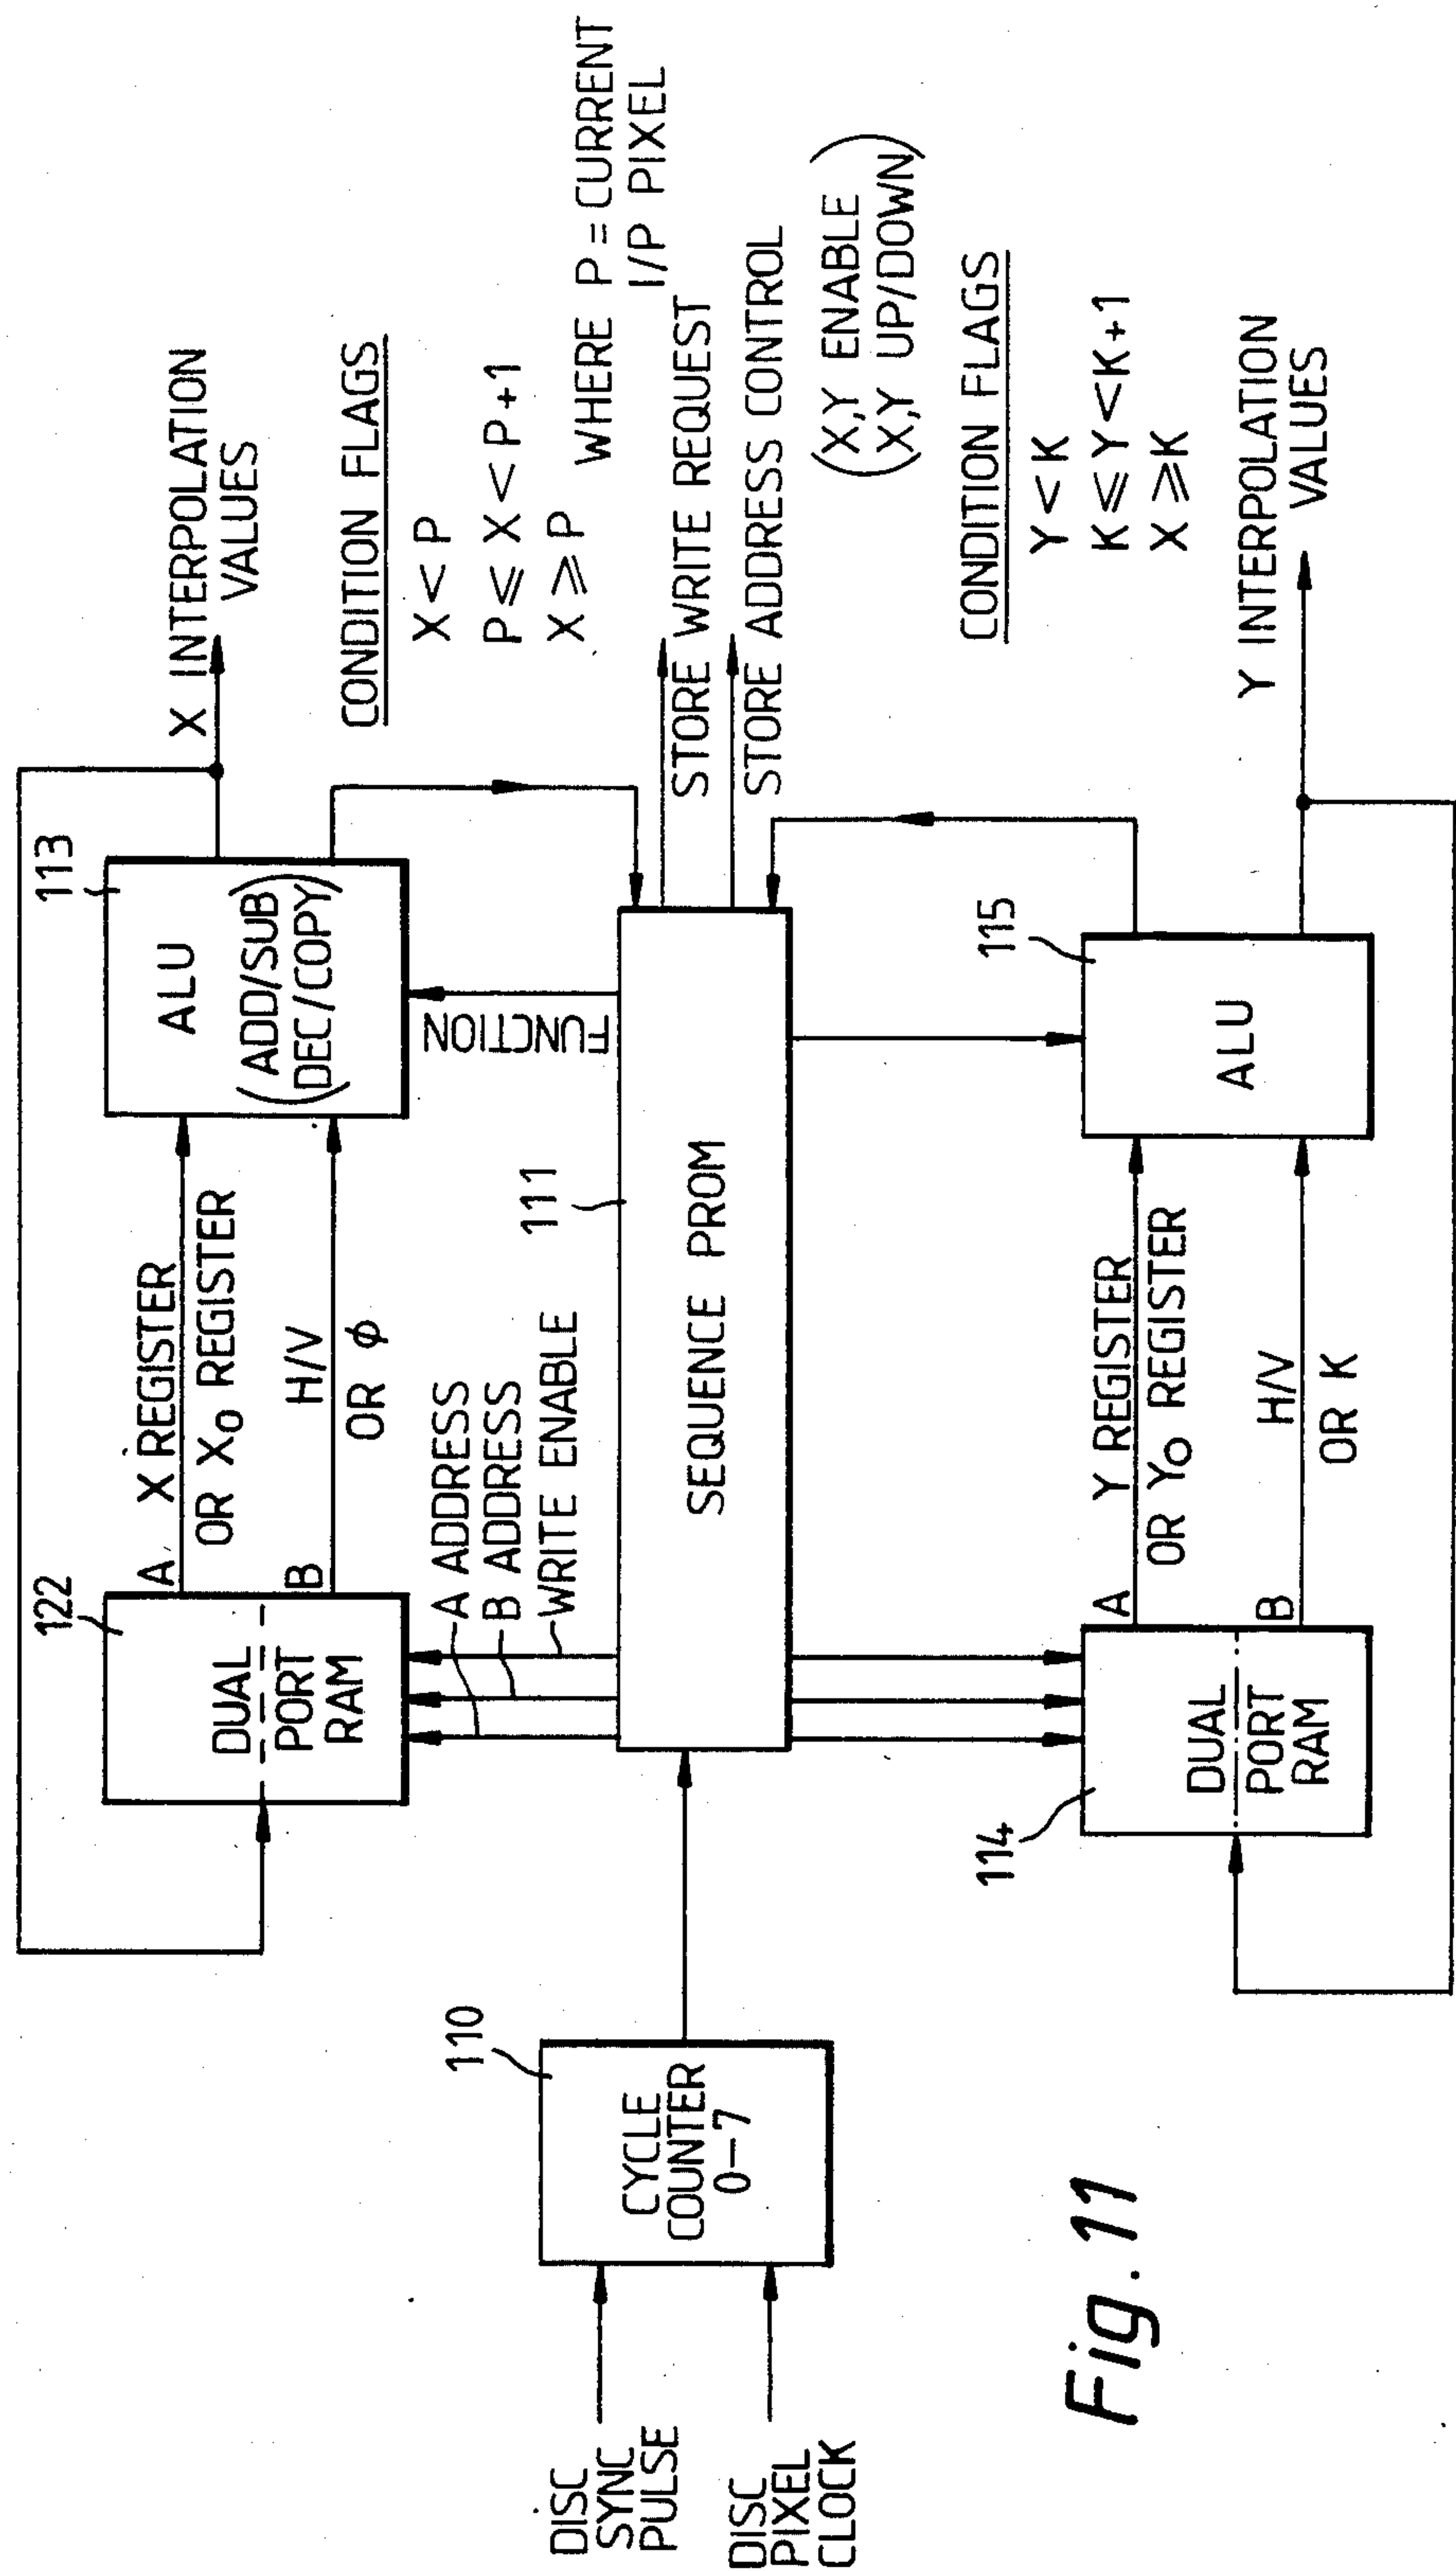 122
DUAL
PORT
RAM
A
X REGISTER
OR X₀ REGISTER
B
H/V
OR ϕ
113
ALU
(ADD/SUB
DEC/COPY)
X INTERPOLATION
VALUES
CONDITION FLAGS
X < P
P ⩽ X < P+1
X ⩾ P
WHERE P = CURRENT
I/P PIXEL
A ADDRESS
B ADDRESS
WRITE ENABLE
FUNCTION
DISC
SYNC
PULSE
DISC
PIXEL
CLOCK
110
CYCLE
COUNTER
0–7
111
SEQUENCE PROM
STORE WRITE REQUEST
STORE ADDRESS CONTROL
(X,Y ENABLE
X,Y UP/DOWN)
114
DUAL
PORT
RAM
A
Y REGISTER
OR Y₀ REGISTER
B
H/V
OR K
115
ALU
CONDITION FLAGS
Y < K
K ⩽ Y < K+1
X ⩾ K
Y INTERPOLATION
VALUES
Fig. 11